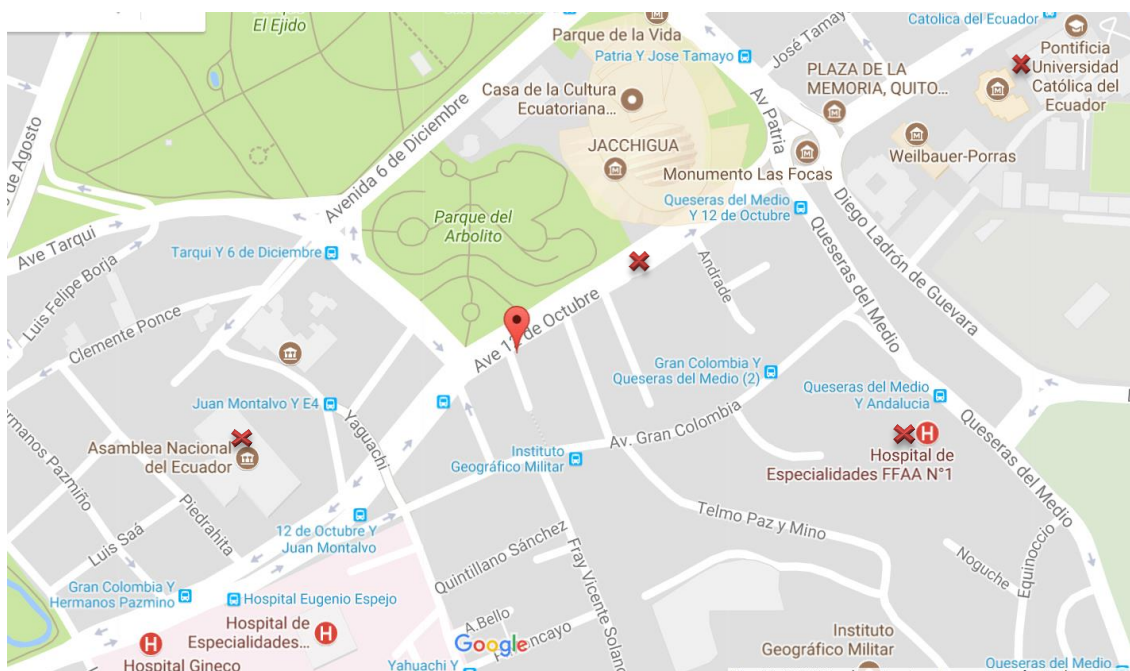 El Ejido
Parque de la Vida
Catolica del Ecuador
Patria Y Jose Tamayo
José Tamay
Pontificia
Universidad
Católica del
Ecuador
PLAZA DE LA
MEMORIA, QUITO...
Casa de la Cultura
Ecuatoriana...
Av Patria
de Agosto
Avenida 6 de Diciembre
JACCHIGUA
Weilbauer-Porras
Monumento Las Focas
Queseras del Medio
Y 12 de Octubre
Parque del
Arbolito
Diego Ladrón de Guevara
Ave Tarqui
Tarqui Y 6 de Diciembre
Luis Felipe Borja
Andrade
Queseras del Medio
Clemente Ponce
Ave 12 de Octubre
Gran Colombia Y
Queseras del Medio (2)
Queseras del Medio
Y Andalucia
Juan Montalvo Y E4
Yaguachi
Av. Gran Colombia
Queseras del Medio
ermanos Pazmiño
Asamblea Nacional
del Ecuador
Instituto
Geográfico Militar
Hospital de
Especialidades FFAA N°1
Piedrahita
Luis Saá
12 de Octubre Y
Juan Montalvo
Telmo Paz y Mino
Quintillano Sánchez
Fray Vicente Solano
Noguche
Equinoccio
Gran Colombia Y
Hermanos Pazmino
Hospital Eugenio Espejo
Hospital de
Especialidades...
A.Bello
Google
oncayo
Instituto
Geográfico Militar
Hospital Gineco
Yahuachi Y
Queseras del Medio